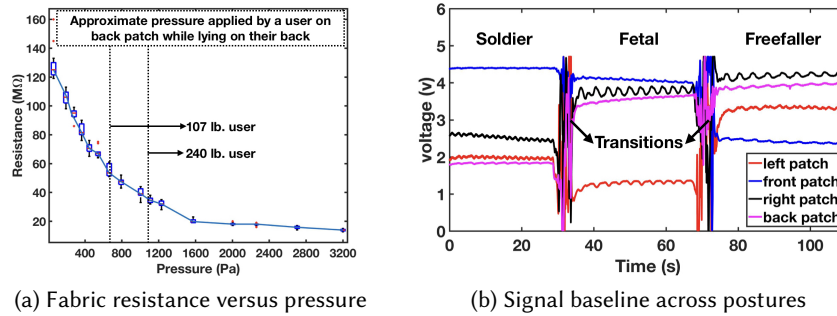 Approximate pressure applied by a user on
back patch while lying on their back
160
140
120
100
80
60
40
20
Resistance (MΩ)
107 lb. user
240 lb. user
400 800 1200 1600 2000 2400 2800 3200
Pressure (Pa)
(a) Fabric resistance versus pressure
6
5
4
3
2
1
0
voltage (v)
Soldier Fetal Freefaller
Transitions
left patch
front patch
right patch
back patch
0 20 40 60 80 100
Time (s)
(b) Signal baseline across postures